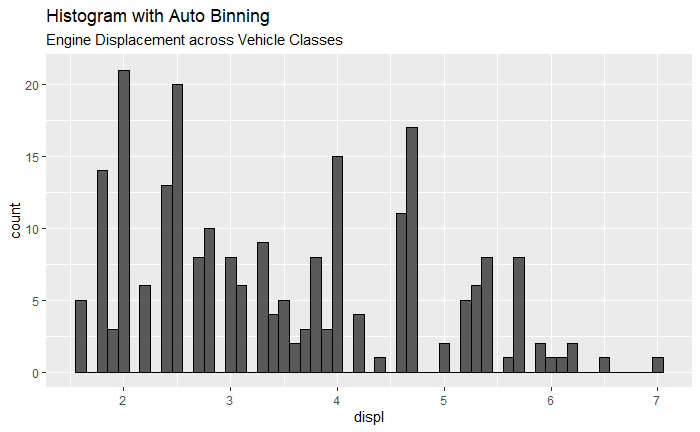 Histogram with Auto Binning
Engine Displacement across Vehicle Classes
20
15
10
5
0
count
2 3 4 5 6 7
displ